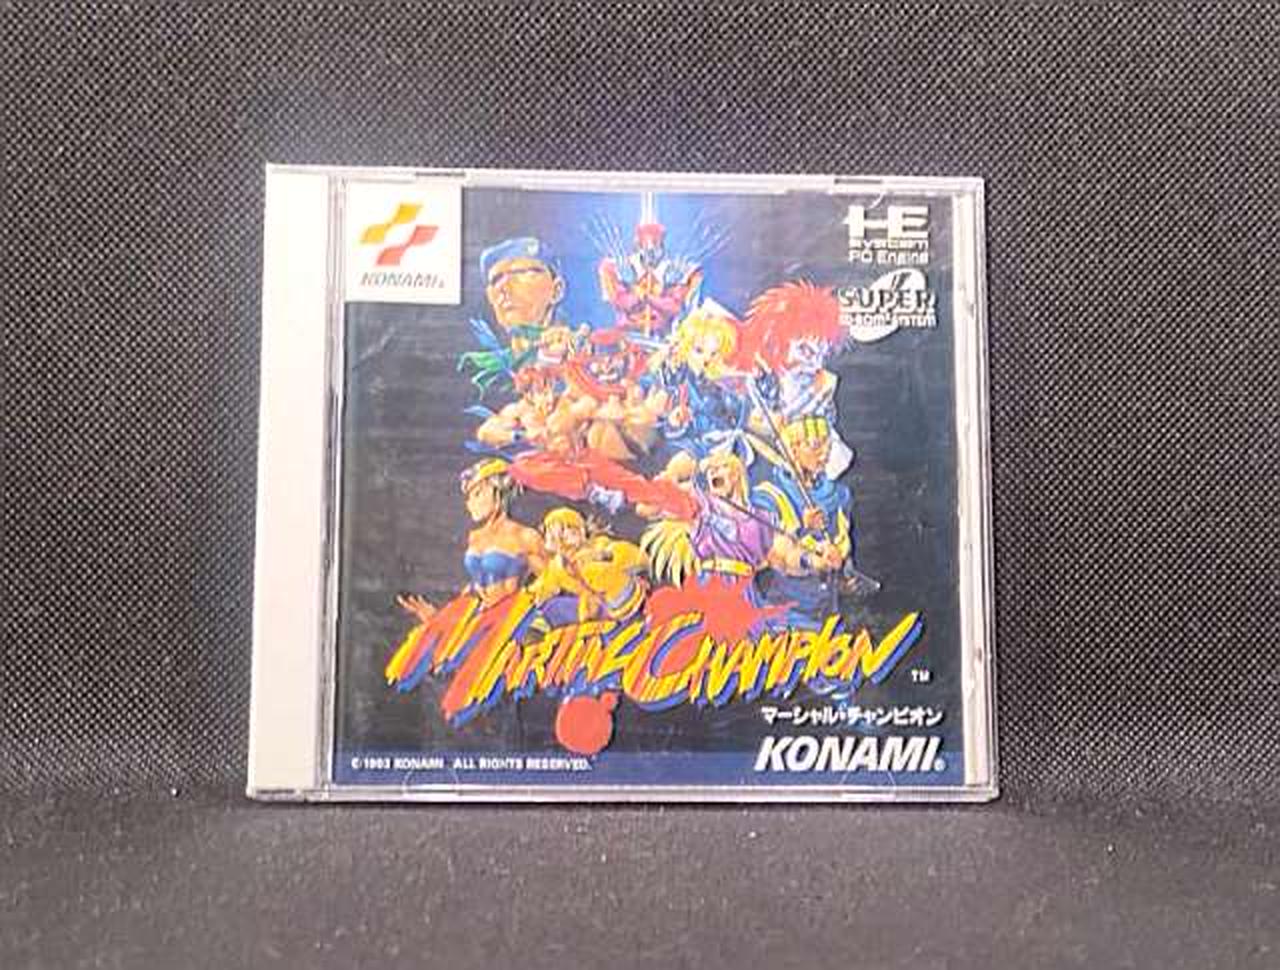 KONAMI®
HE
SYSTEM
PC Engine
SUPER
CD-ROM² SYSTEM
MARTIAL CHAMPION
TM
マーシャル・チャンピオン
©1993 KONAMI ALL RIGHTS RESERVED.
KONAMI®